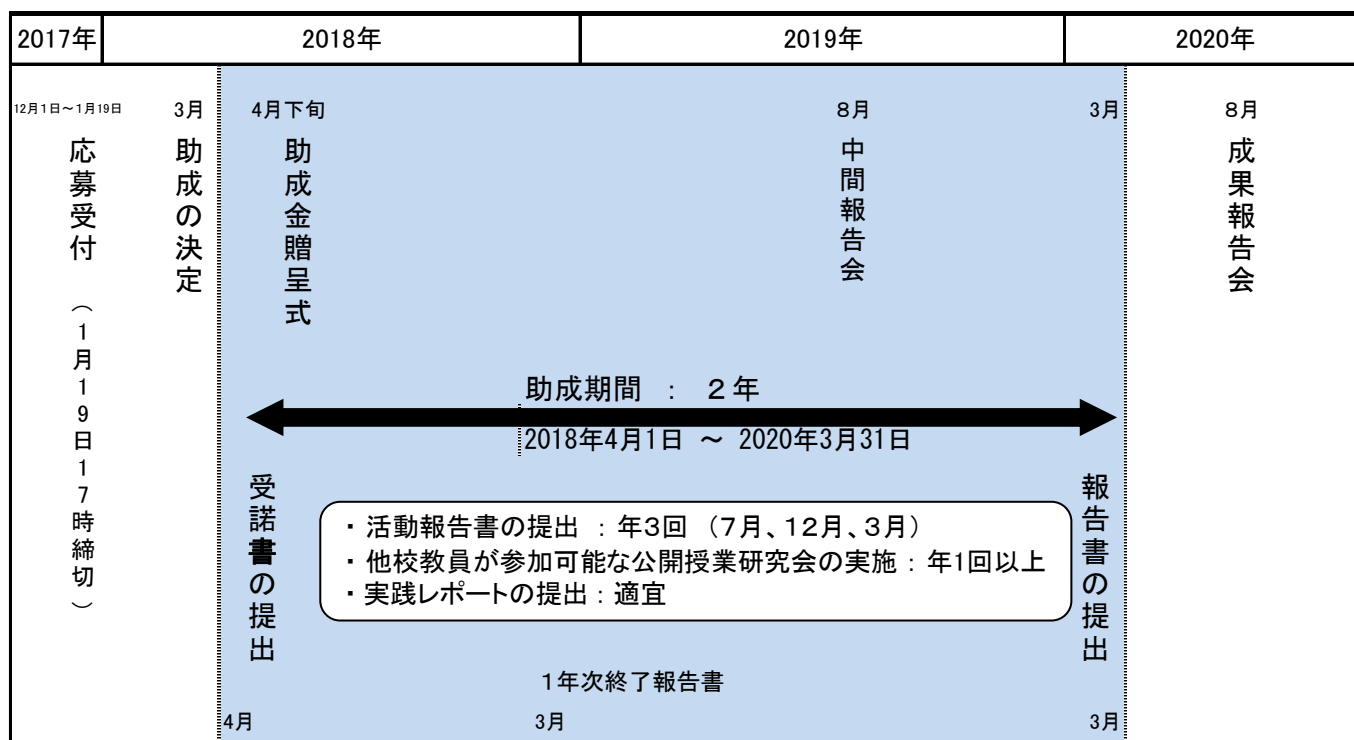 2017年
2018年
2019年
2020年
12月1日～1月19日
3月
4月下旬
8月
3月
8月
応募受付 （1月19日17時締切）
助成の決定
助成金贈呈式
中間報告会
成果報告会
助成期間 ： ２年
2018年4月1日 ～ 2020年3月31日
受諾書の提出
・活動報告書の提出 ：年３回 （７月、１２月、３月）
・他校教員が参加可能な公開授業研究会の実施：年1回以上
・実践レポートの提出：適宜
報告書の提出
１年次終了報告書
4月
3月
3月